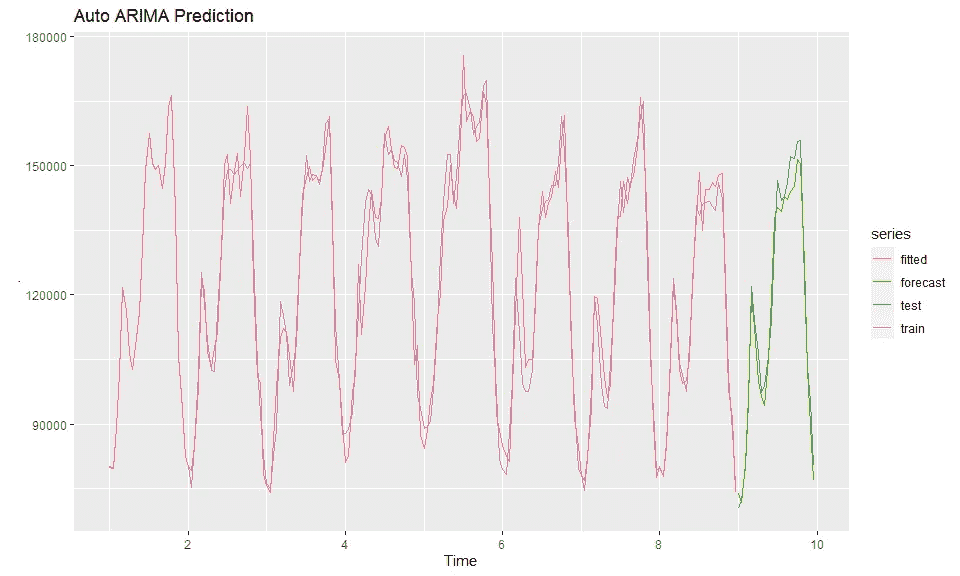 Auto ARIMA Prediction
180000
150000
120000
90000
2
4
6
8
10
Time
series
fitted
forecast
test
train